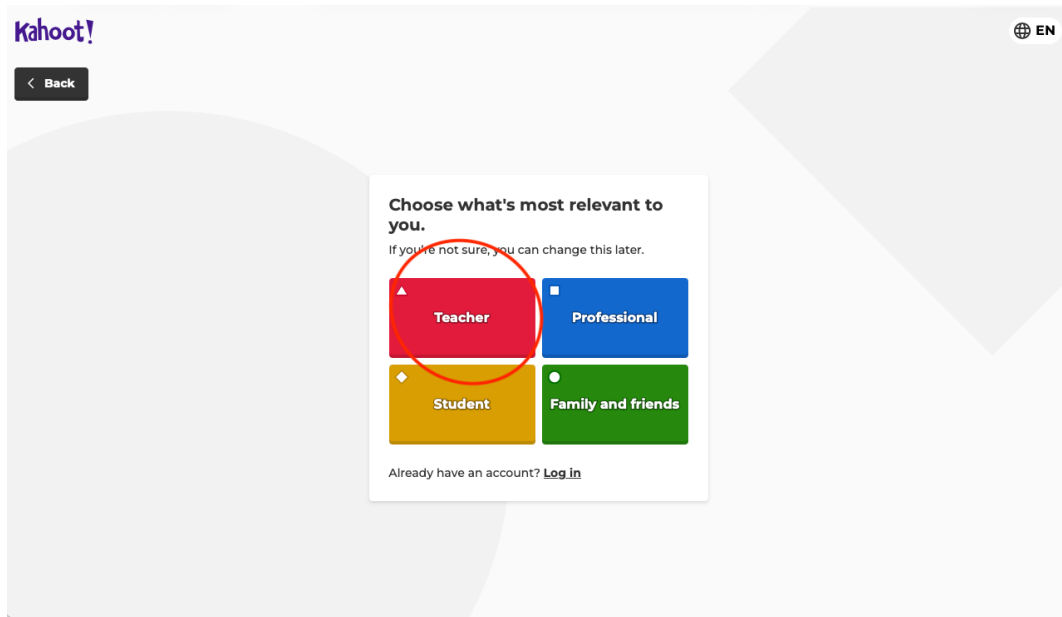 Kahoot!
EN
Back
Choose what's most relevant to
you.
If you're not sure, you can change this later.
Teacher
Professional
Student
Family and friends
Already have an account? Log in